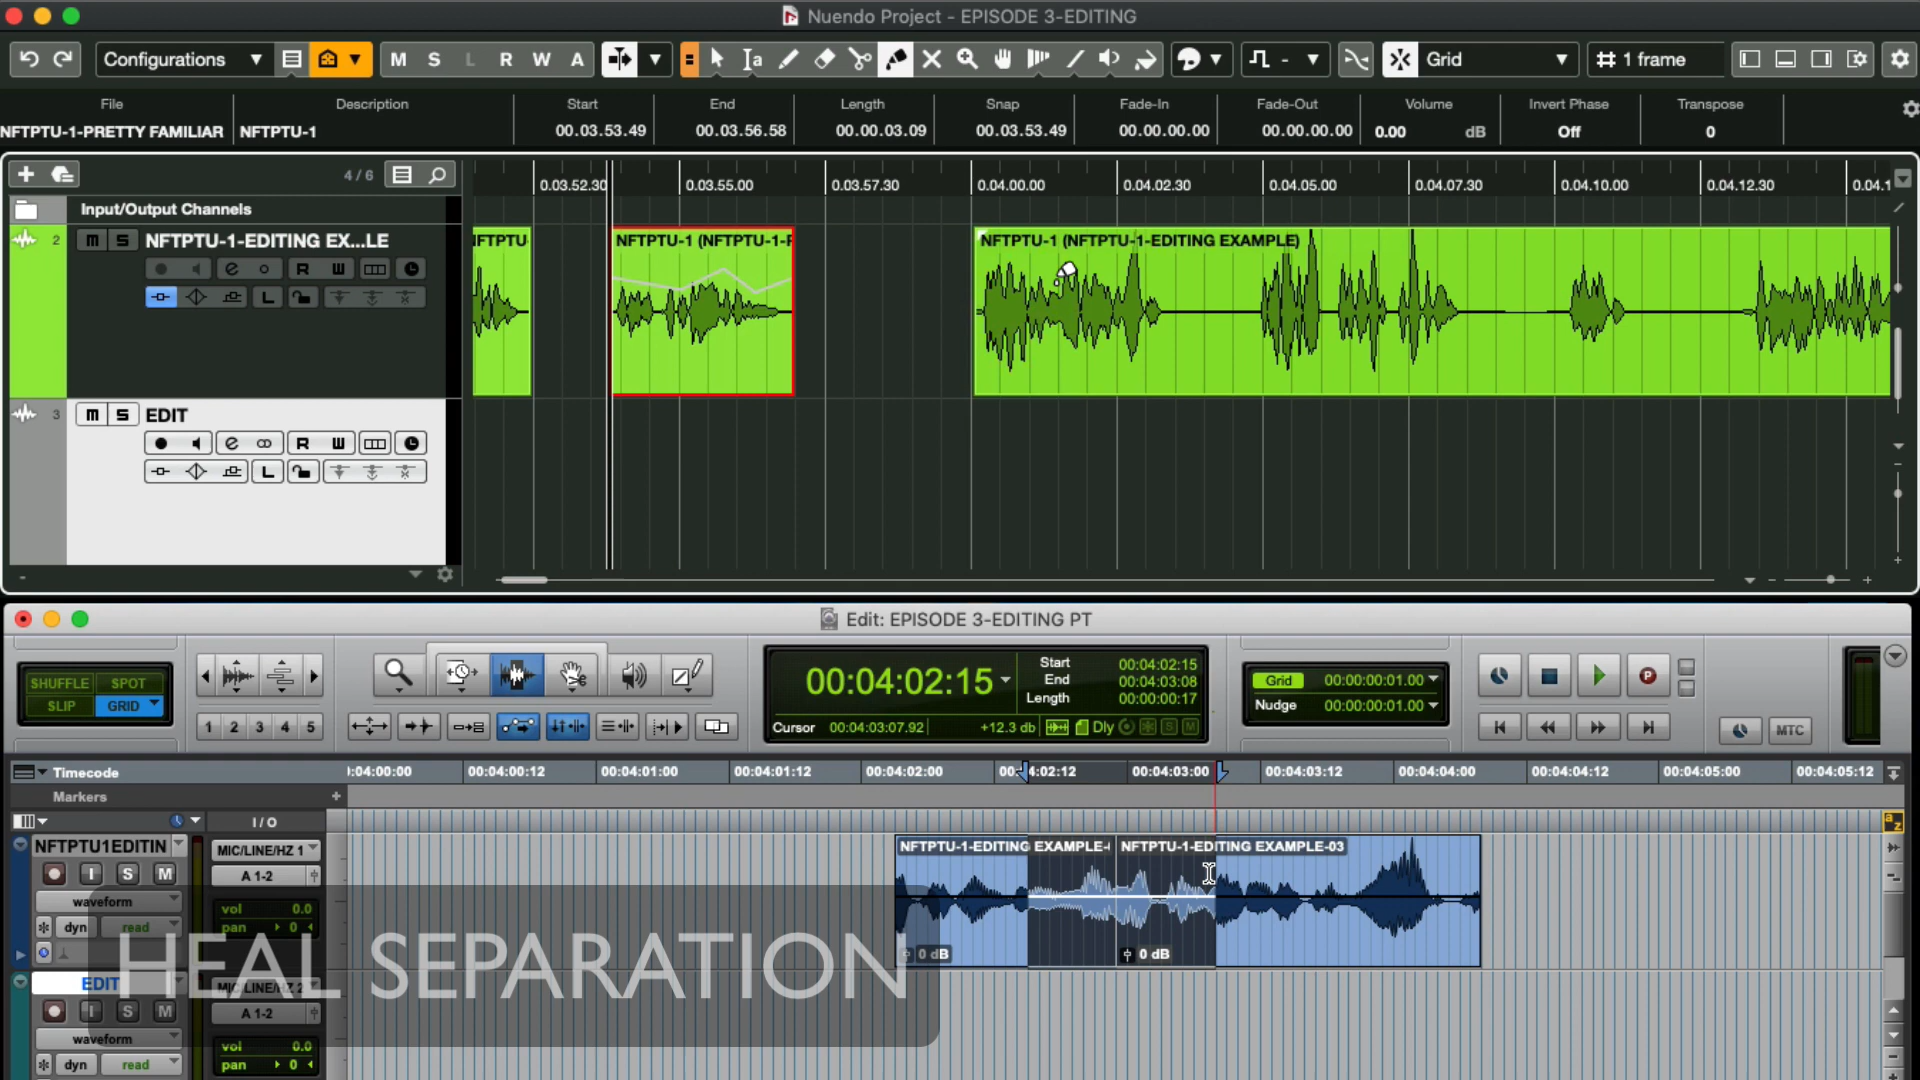 Nuendo Project - EPISODE 3-EDITING
Configurations
M S L R W A
Grid
1 frame
File Description Start End Length Snap Fade-In Fade-Out Volume Invert Phase Transpose
NFTPTU-1-PRETTY FAMILIAR NFTPTU-1 00.03.53.49 00.03.56.58 00.00.03.09 00.03.53.49 00.00.00.00 00.00.00.00 0.00 dB Off 0
4 / 6
0.03.52.30 0.03.55.00 0.03.57.30 0.04.00.00 0.04.02.30 0.04.05.00 0.04.07.30 0.04.10.00 0.04.12.30 0.04.1
Input/Output Channels
2 m S NFTPTU-1-EDITING EX...LE
R W
L
NFTPTU-1 (NFTPTU-1-F
NFTPTU-1 (NFTPTU-1-EDITING EXAMPLE)
3 m S EDIT
R W
L
Edit: EPISODE 3-EDITING PT
SHUFFLE SPOT
SLIP GRID
1 2 3 4 5
00:04:02:15
Start 00:04:02:15
End 00:04:03:08
Length 00:00:00:17
Cursor 00:04:03:07.92 +12.3 db Dly S M
Grid 00:00:00:01.00
Nudge 00:00:00:01.00
P
MTC
Timecode
:04:00:00 00:04:00:12 00:04:01:00 00:04:01:12 00:04:02:00 00:04:02:12 00:04:03:00 00:04:03:12 00:04:04:00 00:04:04:12 00:04:05:00 00:04:05:12
Markers +
I / O
a z
NFTPTU1EDITIN MIC/LINE/HZ 1
I S M A 1-2
waveform
vol 0.0
dyn read pan 0
NFTPTU-1-EDITING EXAMPLE-
NFTPTU-1-EDITING EXAMPLE-03
0 dB
0 dB
HEAL SEPARATION
EDIT MIC/LINE/HZ 2
I S M A 1-2
waveform
vol 0.0
dyn read pan 0